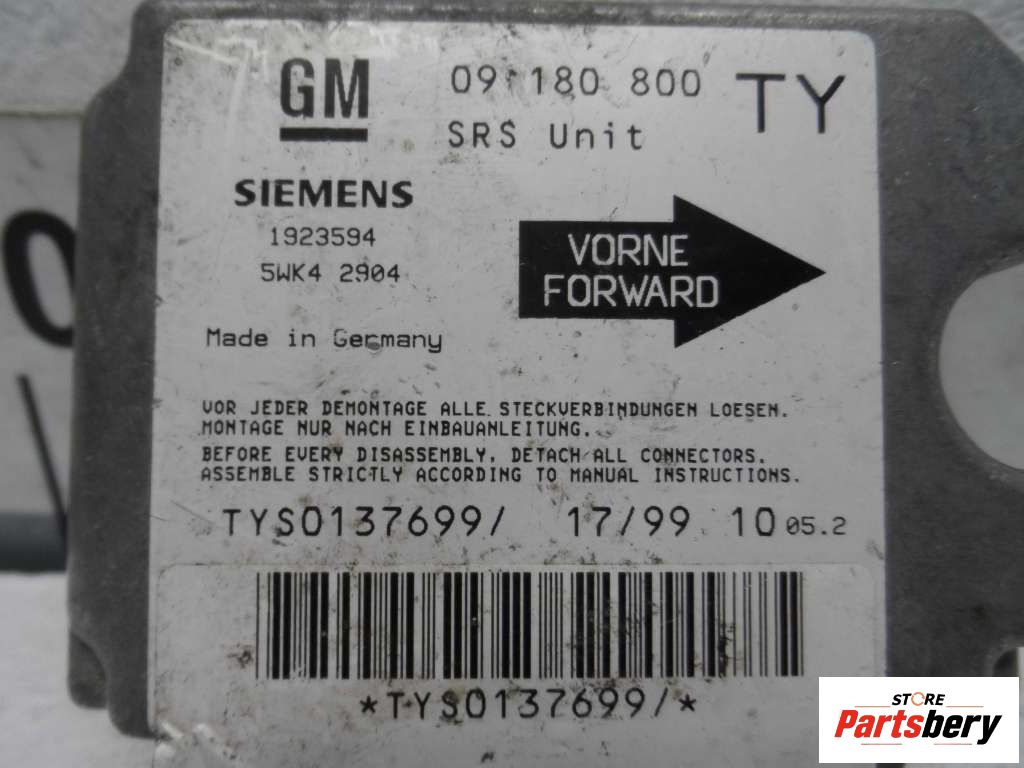 GM
09 180 800 TY
SRS Unit
SIEMENS
1923594
5WK4 2904
VORNE
FORWARD
Made in Germany
VOR JEDER DEMONTAGE ALLE STECKVERBINDUNGEN LOESEN.
MONTAGE NUR NACH EINBAUANLEITUNG.
BEFORE EVERY DISASSEMBLY, DETACH ALL CONNECTORS.
ASSEMBLE STRICTLY ACCORDING TO MANUAL INSTRUCTIONS.
TYS0137699/ 17/99 10 05.2
*TYS0137699/*
STORE
Partsbery